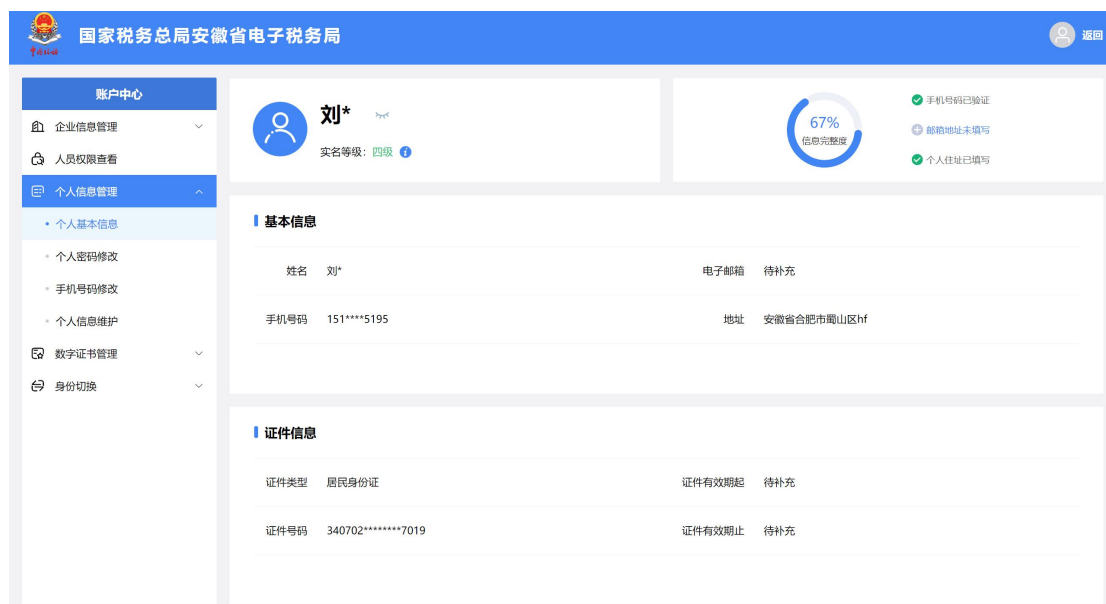 国家税务总局安徽省电子税务局
返回
账户中心
企业信息管理
人员权限查看
个人信息管理
个人基本信息
个人密码修改
手机号码修改
个人信息维护
数字证书管理
身份切换
刘*
实名等级：四级
67%
信息完整度
手机号码已验证
邮箱地址未填写
个人住址已填写
基本信息
姓名 刘* 电子邮箱 待补充
手机号码 151****5195 地址 安徽省合肥市蜀山区hf
证件信息
证件类型 居民身份证 证件有效期起 待补充
证件号码 340702********7019 证件有效期止 待补充